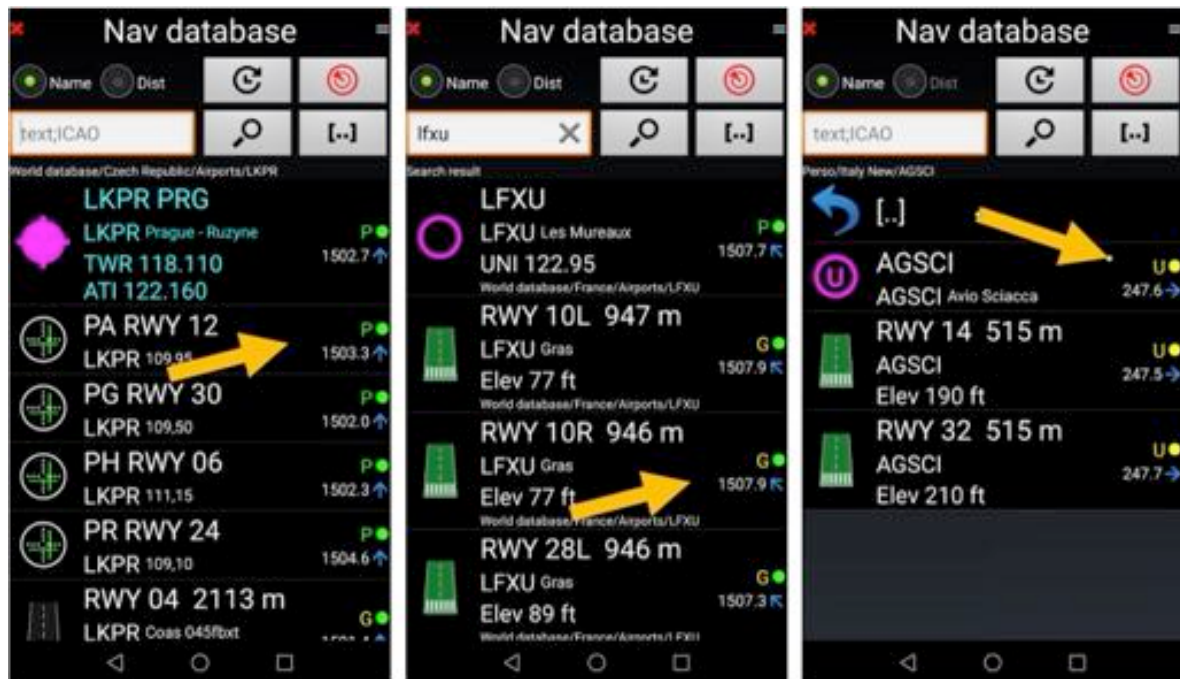 Nav database
Name Dist
text;ICAO [..]
World database/Czech Republic/Airports/LKPR
LKPR PRG
LKPR Prague - Ruzyne P
TWR 118.110 1502.7
ATI 122.160
PA RWY 12 P
LKPR 109,95 1503.3
PG RWY 30 P
LKPR 109,50 1502.0
PH RWY 06 P
LKPR 111,15 1502.3
PR RWY 24 P
LKPR 109,10 1504.6
RWY 04 2113 m G
LKPR Coas 045fbxt
Nav database
Name Dist
lfxu [..]
Search result
LFXU
LFXU Les Mureaux P
UNI 122.95 1507.7
World database/France/Airports/LFXU
RWY 10L 947 m
LFXU Gras G
Elev 77 ft 1507.9
World database/France/Airports/LFXU
RWY 10R 946 m
LFXU Gras G
Elev 77 ft 1507.9
World database/France/Airports/LFXU
RWY 28L 946 m
LFXU Gras G
Elev 89 ft 1507.3
World database/France/Airports/LFXU
Nav database
Name Dist
text;ICAO [..]
Perso/Italy New/AGSCI
[..]
U AGSCI U
AGSCI Avio Sciacca 247.6
RWY 14 515 m
AGSCI U
Elev 190 ft 247.5
RWY 32 515 m
AGSCI U
Elev 210 ft 247.7